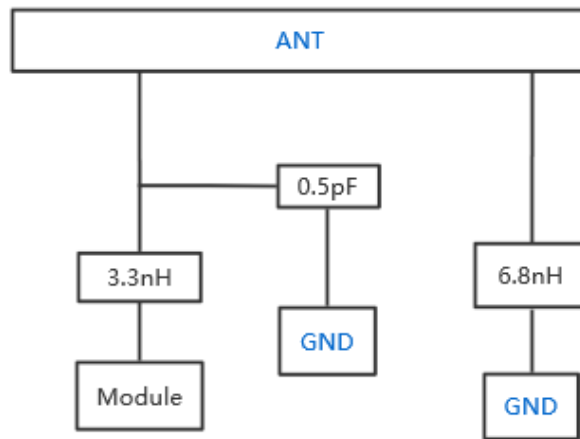 ANT
0.5pF
3.3nH
6.8nH
GND
Module
GND